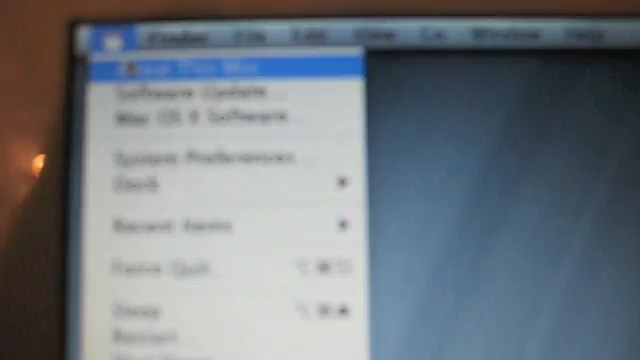 Finder File Edit View Go Window Help
About This Mac
Software Update...
Mac OS X Software...
System Preferences...
Dock
Recent Items
Force Quit...
Sleep
Restart...